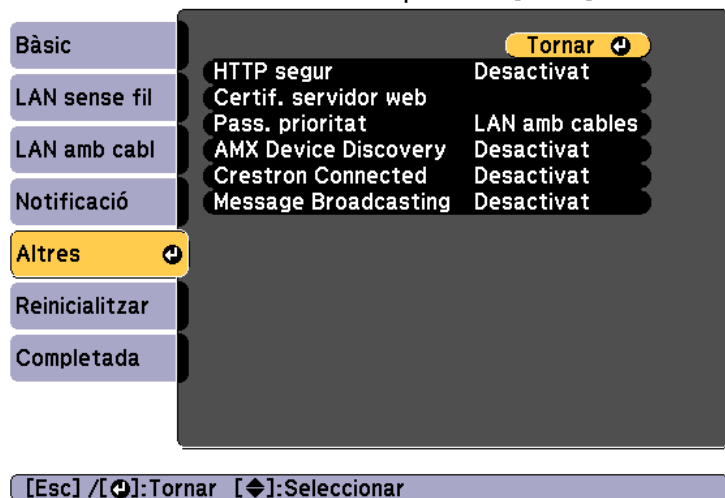 Bàsic
LAN sense fil
LAN amb cabl
Notificació
Altres
Reinicialitzar
Completada
Tornar
HTTP segur Desactivat
Certif. servidor web
Pass. prioritat LAN amb cables
AMX Device Discovery Desactivat
Crestron Connected Desactivat
Message Broadcasting Desactivat
[Esc] /[⏎]:Tornar [◆]:Seleccionar